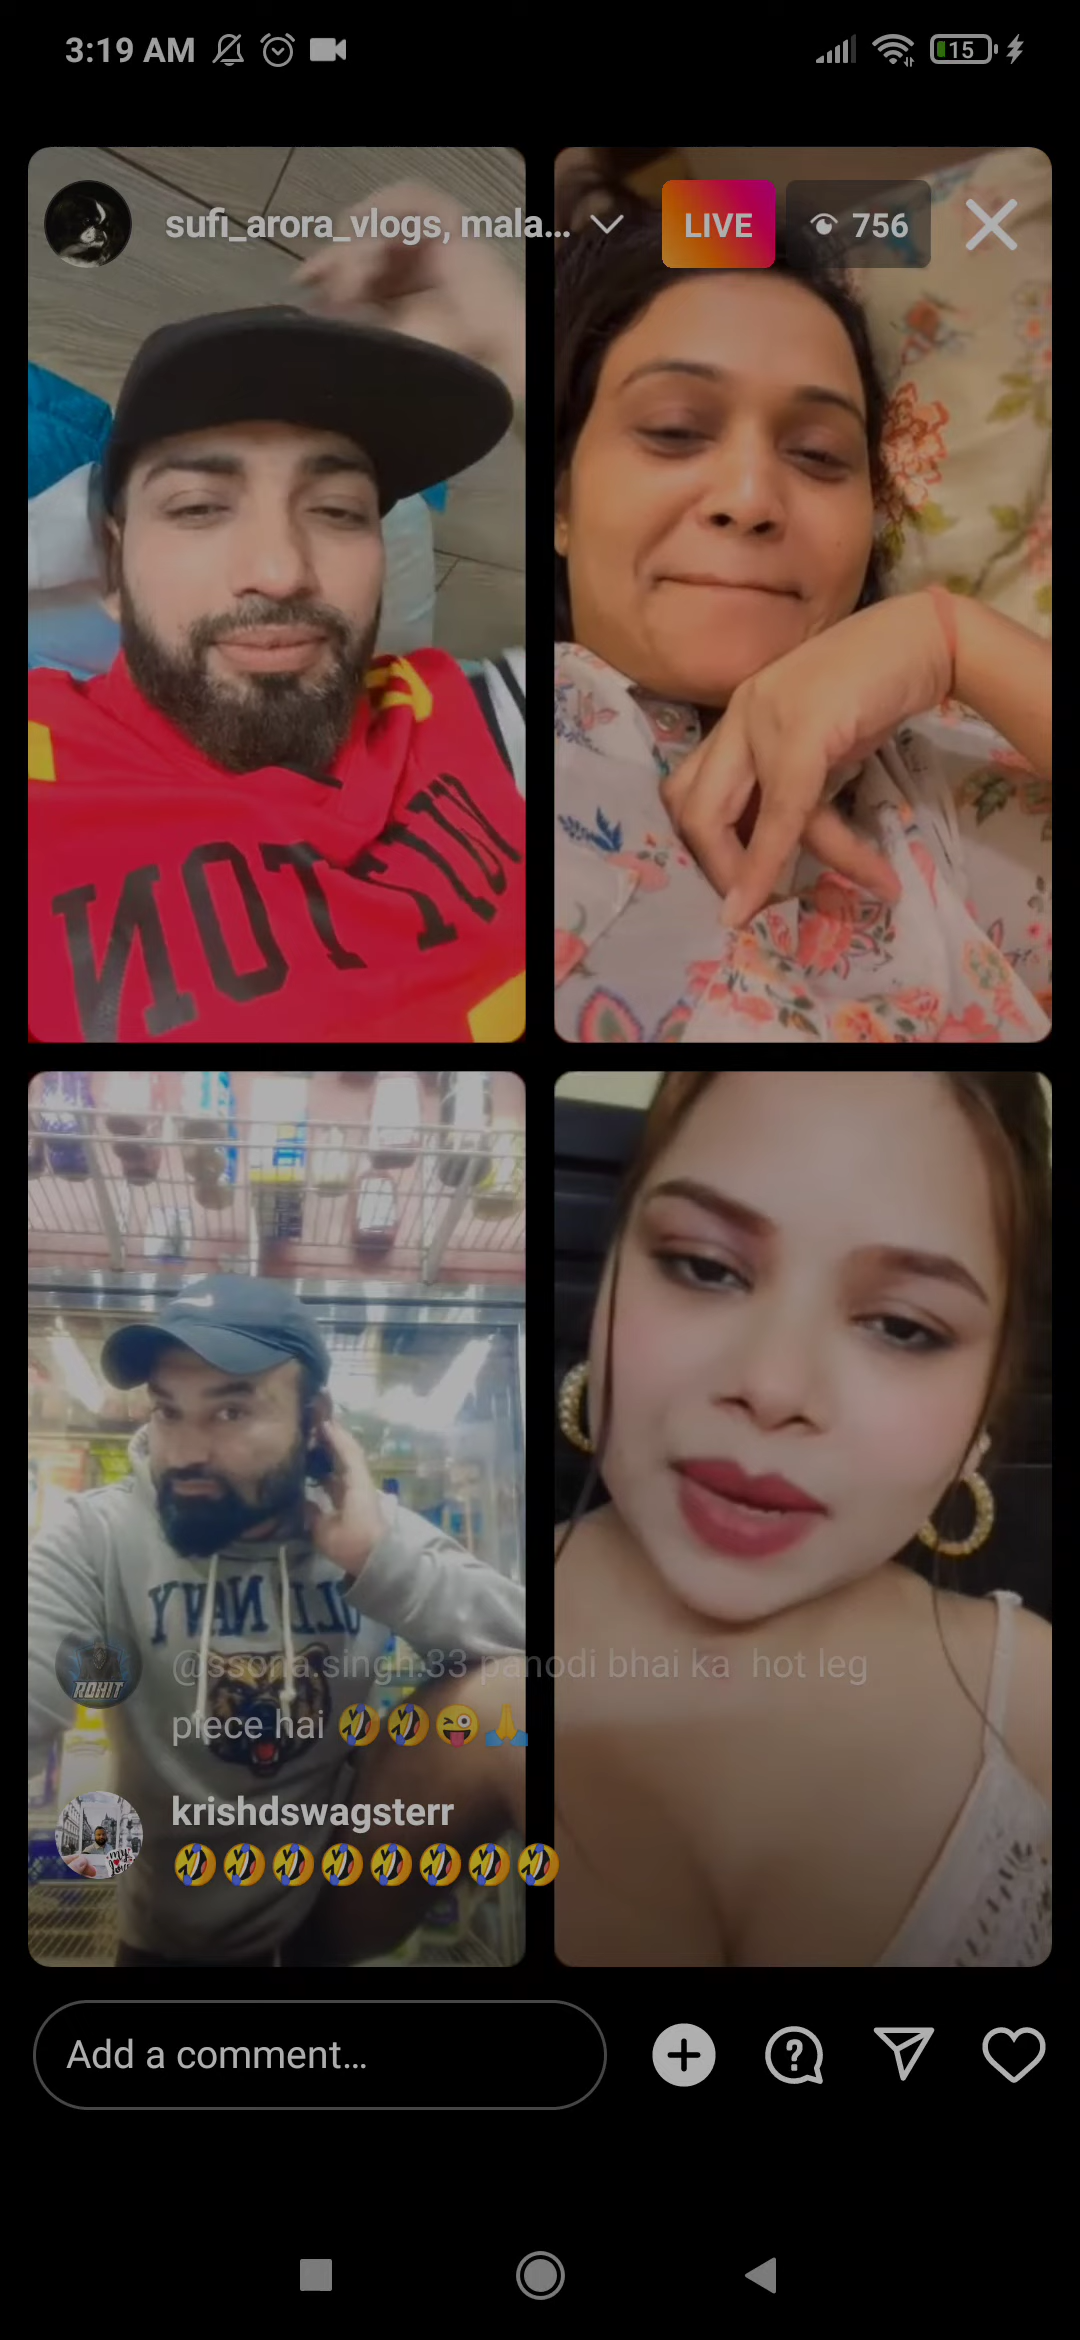 3:19 AM
15
sufi_arora_vlogs, mala...
LIVE
756
NOT
NAVY
@ssona.singh.33 panodi bhai ka hot leg
piece hai 🤣🤣😜🙏
ROHIT
krishdswagsterr
🤣🤣🤣🤣🤣🤣🤣🤣
Add a comment...